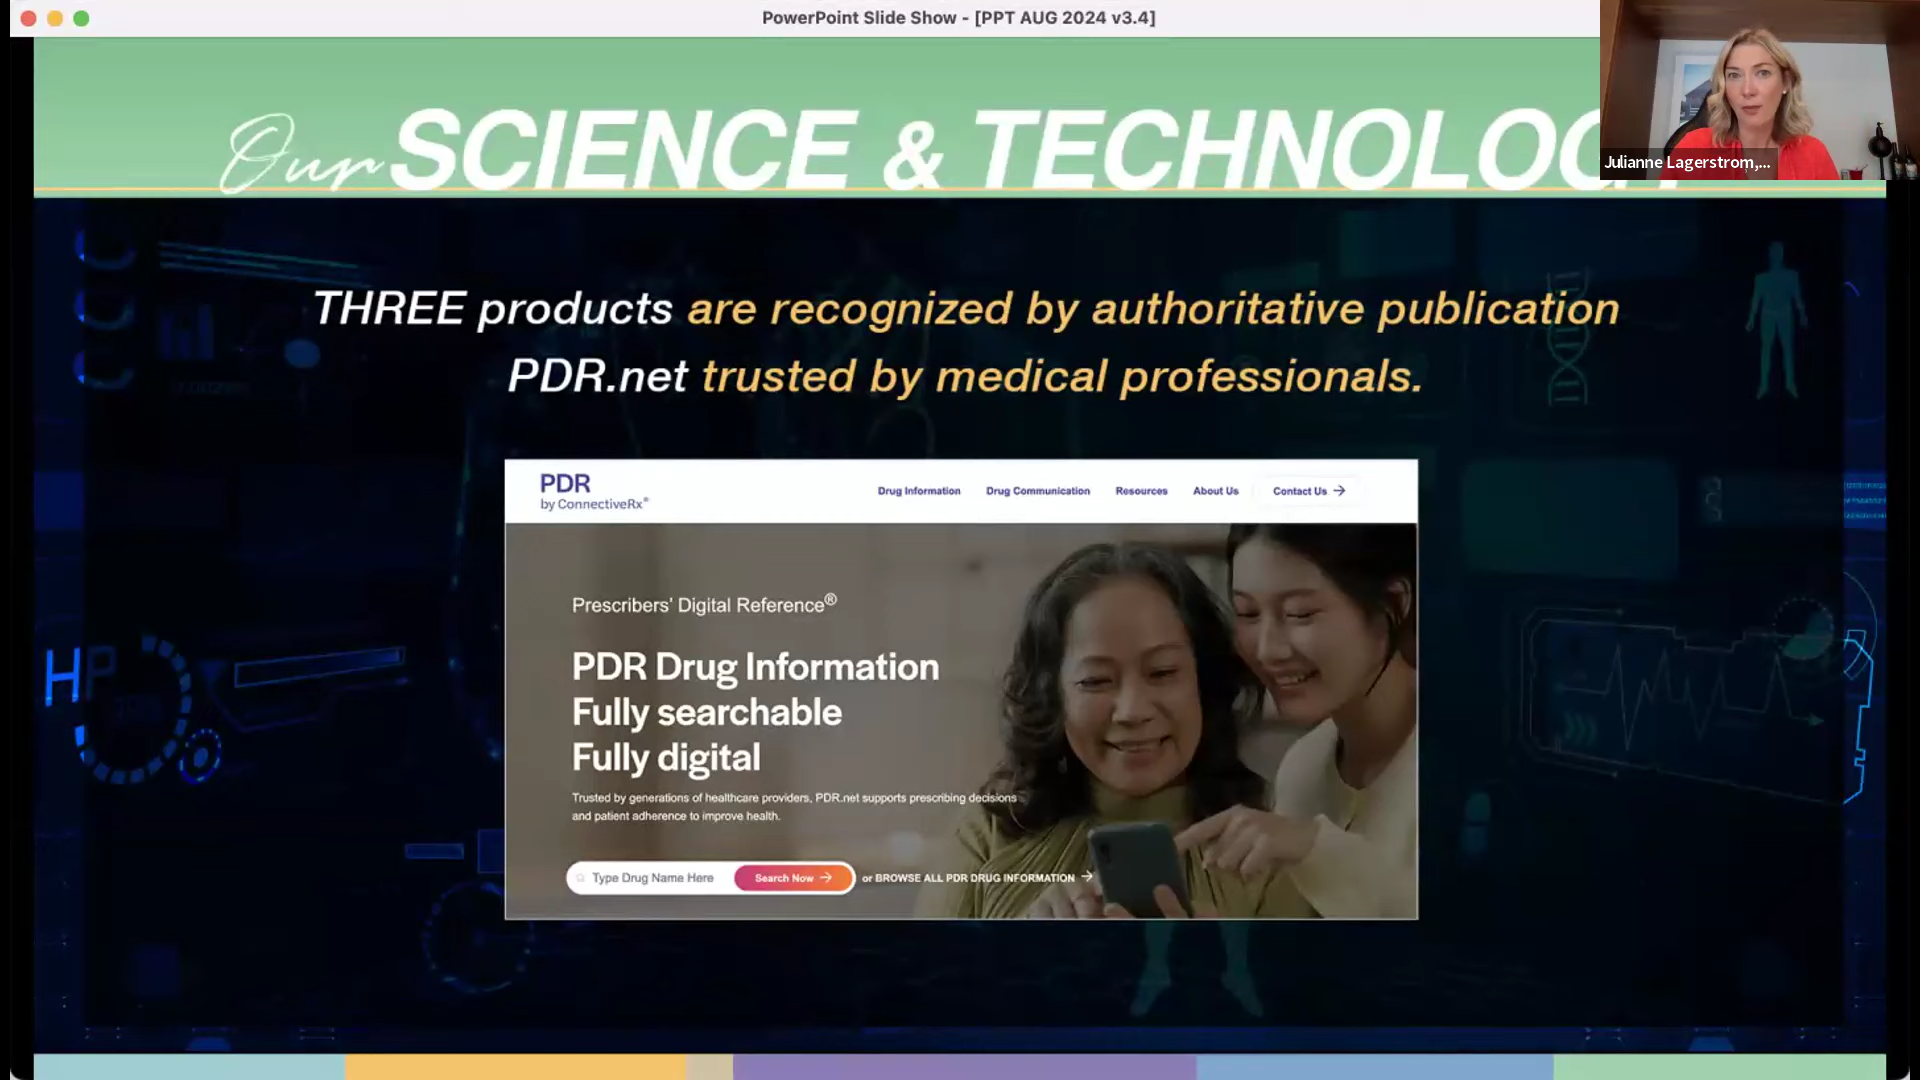 PowerPoint Slide Show - [PPT AUG 2024 v3.4]
Our SCIENCE & TECHNOLOG
Julianne Lagerstrom,...
THREE products are recognized by authoritative publication
PDR.net trusted by medical professionals.
PDR
by ConnectiveRx®
Drug Information Drug Communication Resources About Us Contact Us →
Prescribers' Digital Reference®
PDR Drug Information
Fully searchable
Fully digital
Trusted by generations of healthcare providers, PDR.net supports prescribing decisions
and patient adherence to improve health.
Type Drug Name Here Search Now → or BROWSE ALL PDR DRUG INFORMATION →
HP